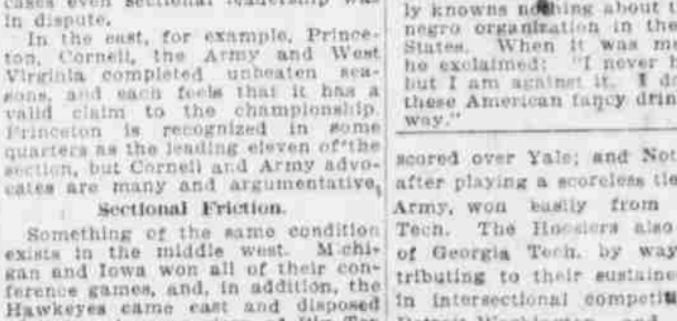 cases even sectional leadership was
in dispute.
In the east, for example, Prince-
ton, Cornell, the Army and West
Virginia completed unbeaten sea-
sons, and each feels that it has a
valid claim to the championship.
Princeton is recognized in some
quarters as the leading eleven of the
section, but Cornell and Army advo-
cates are many and argumentative.
Sectional Friction.
Something of the same condition
exists in the middle west. Michi-
gan and Iowa won all of their con-
ference games, and, in addition, the
Hawkeyes came east and disposed
ly knowns nothing about t
negro organization in the
States. When it was me
he exclaimed: "I never h
but I am against it. I do
these American fancy drin
way."
scored over Yale; and Not
after playing a scoreless tie
Army, won easily from
Tech. The Hoosiers also
of Georgia Tech. by way
tributing to their sustaine
in intersectional competiti